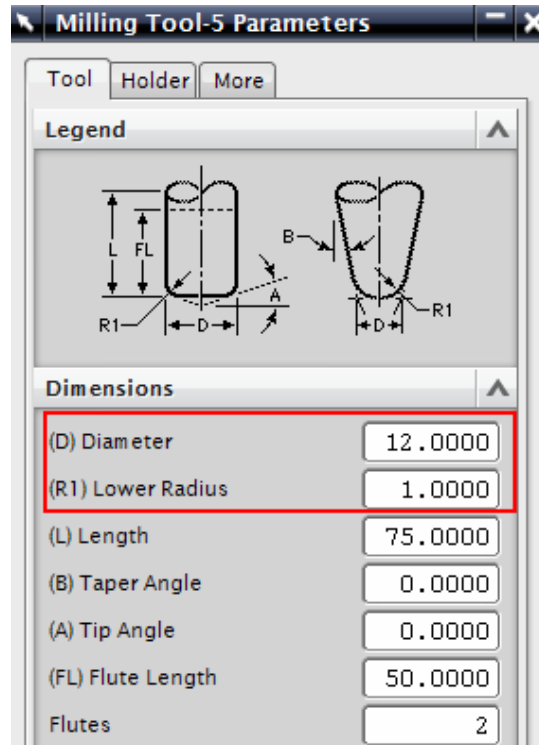 Milling Tool-5 Parameters
Tool Holder More
Legend
L FL B
R1 D A D R1
Dimensions
(D) Diameter 12.0000
(R1) Lower Radius 1.0000
(L) Length 75.0000
(B) Taper Angle 0.0000
(A) Tip Angle 0.0000
(FL) Flute Length 50.0000
Flutes 2